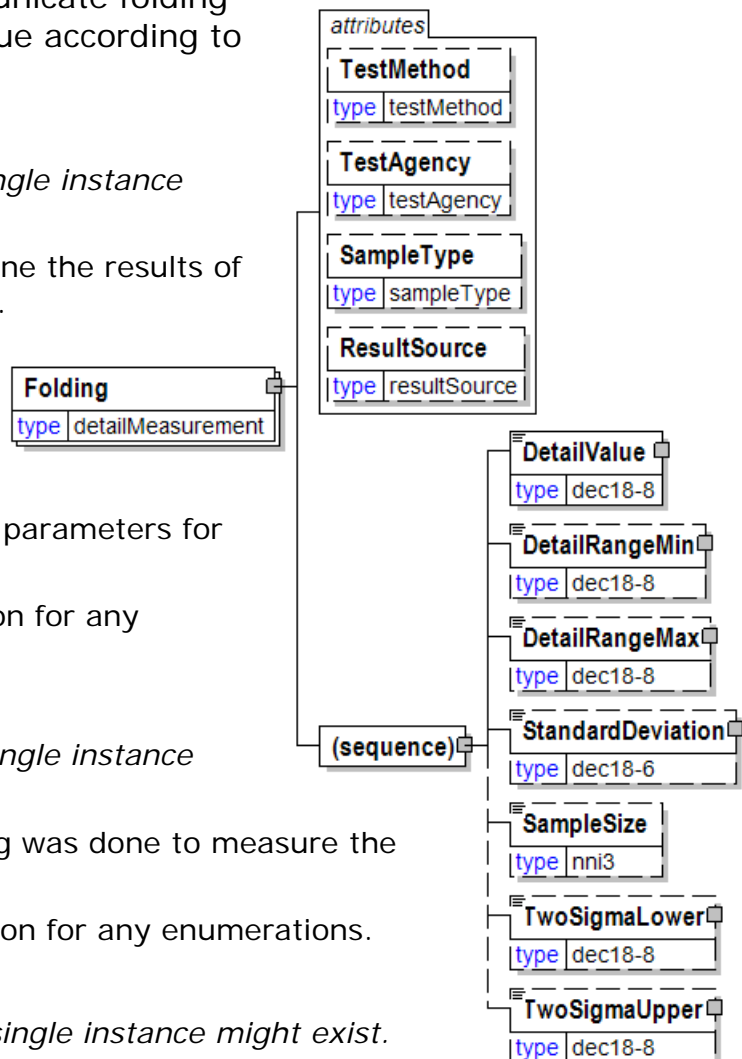 unicate folding
ue according to
ngle instance
ne the results of
.
parameters for
on for any
ngle instance
g was done to measure the
on for any enumerations.
single instance might exist.
attributes
TestMethod
type testMethod
TestAgency
type testAgency
SampleType
type sampleType
ResultSource
type resultSource
Folding
type detailMeasurement
(sequence)
DetailValue
type dec18-8
DetailRangeMin
type dec18-8
DetailRangeMax
type dec18-8
StandardDeviation
type dec18-6
SampleSize
type nni3
TwoSigmaLower
type dec18-8
TwoSigmaUpper
type dec18-8